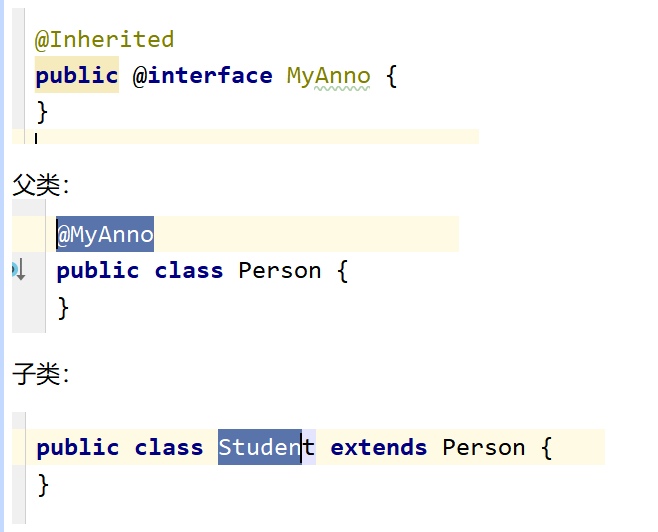 @Inherited
public @interface MyAnno {
}
父类：
@MyAnno
public class Person {
}
子类：
public class Student extends Person {
}